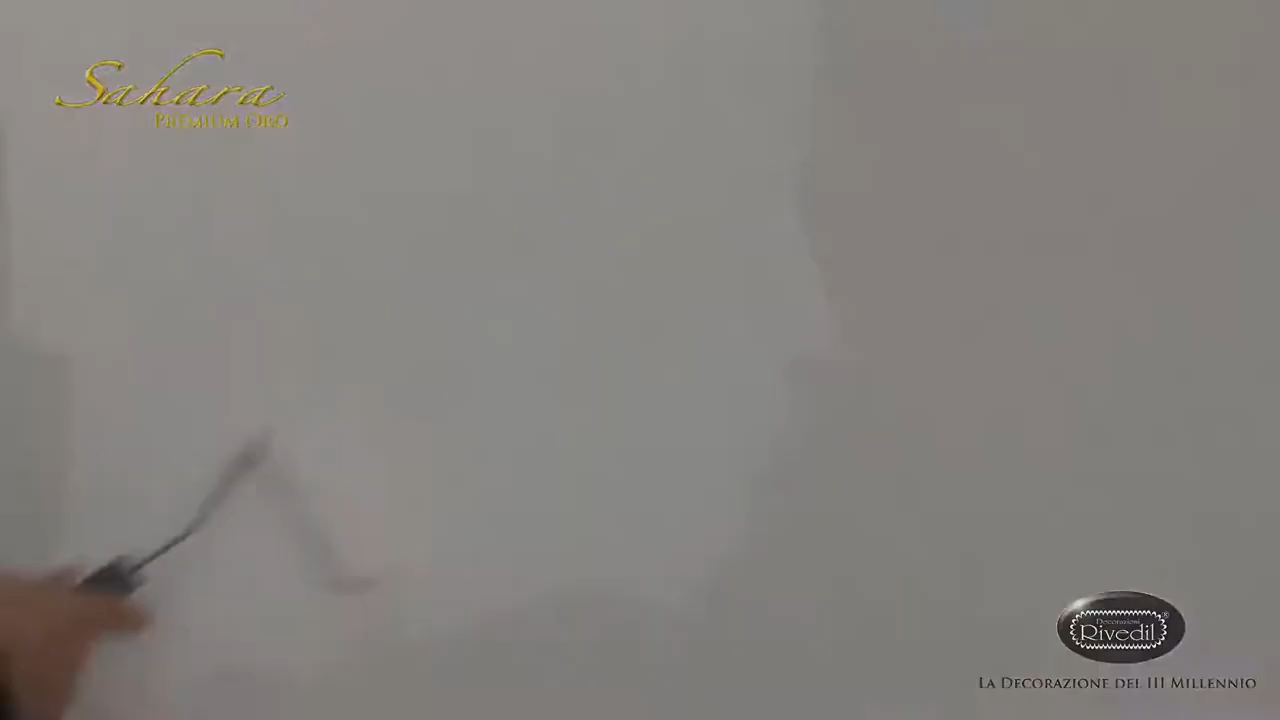 Sahara
Premium Oro
Decorazioni
Rivedil®
La Decorazione del III Millennio